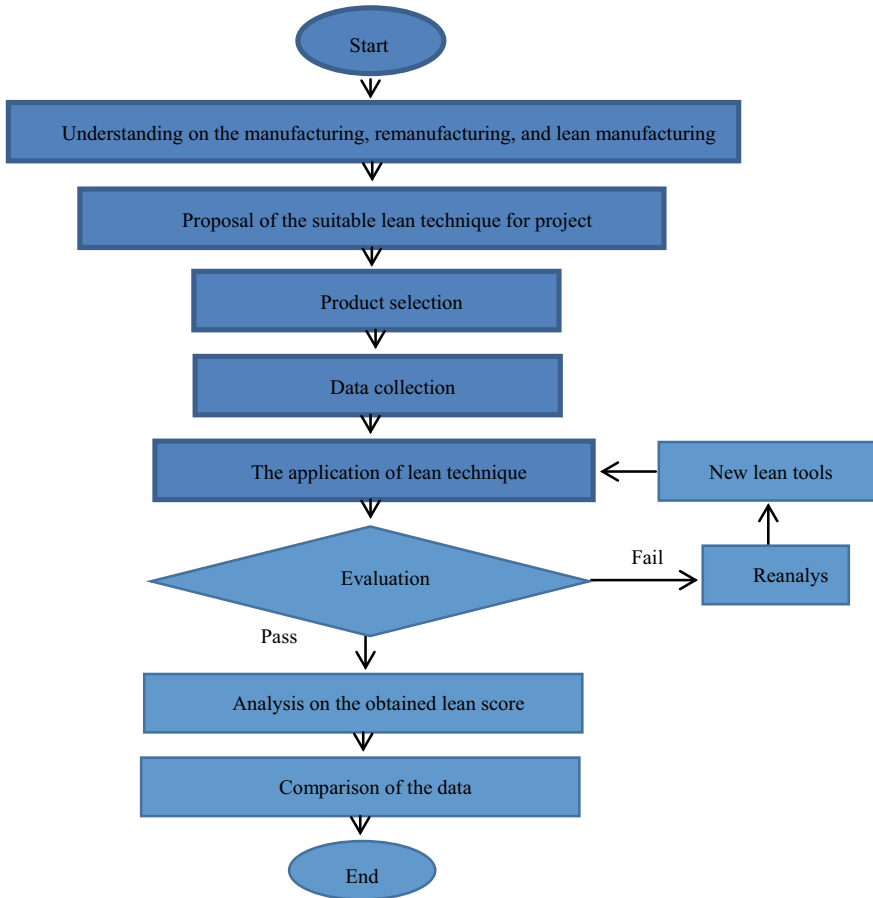 Start
Understanding on the manufacturing, remanufacturing, and lean manufacturing
Proposal of the suitable lean technique for project
Product selection
Data collection
The application of lean technique
New lean tools
Evaluation
Fail
Reanalys
Pass
Analysis on the obtained lean score
Comparison of the data
End